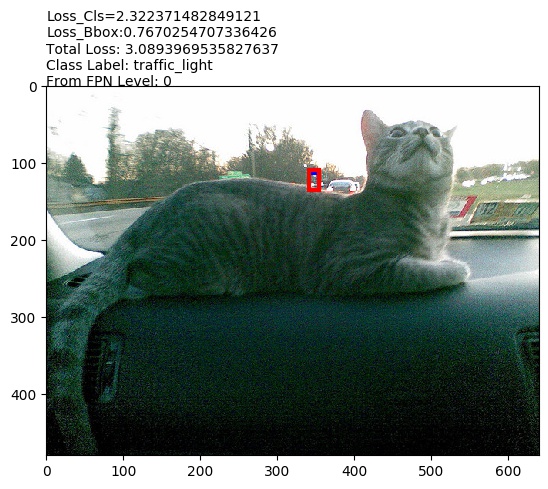 Loss_Cls=2.322371482849121
Loss_Bbox:0.7670254707336426
Total Loss: 3.0893969535827637
Class Label: traffic_light
From FPN Level: 0
0
100
200
300
400
0 100 200 300 400 500 600